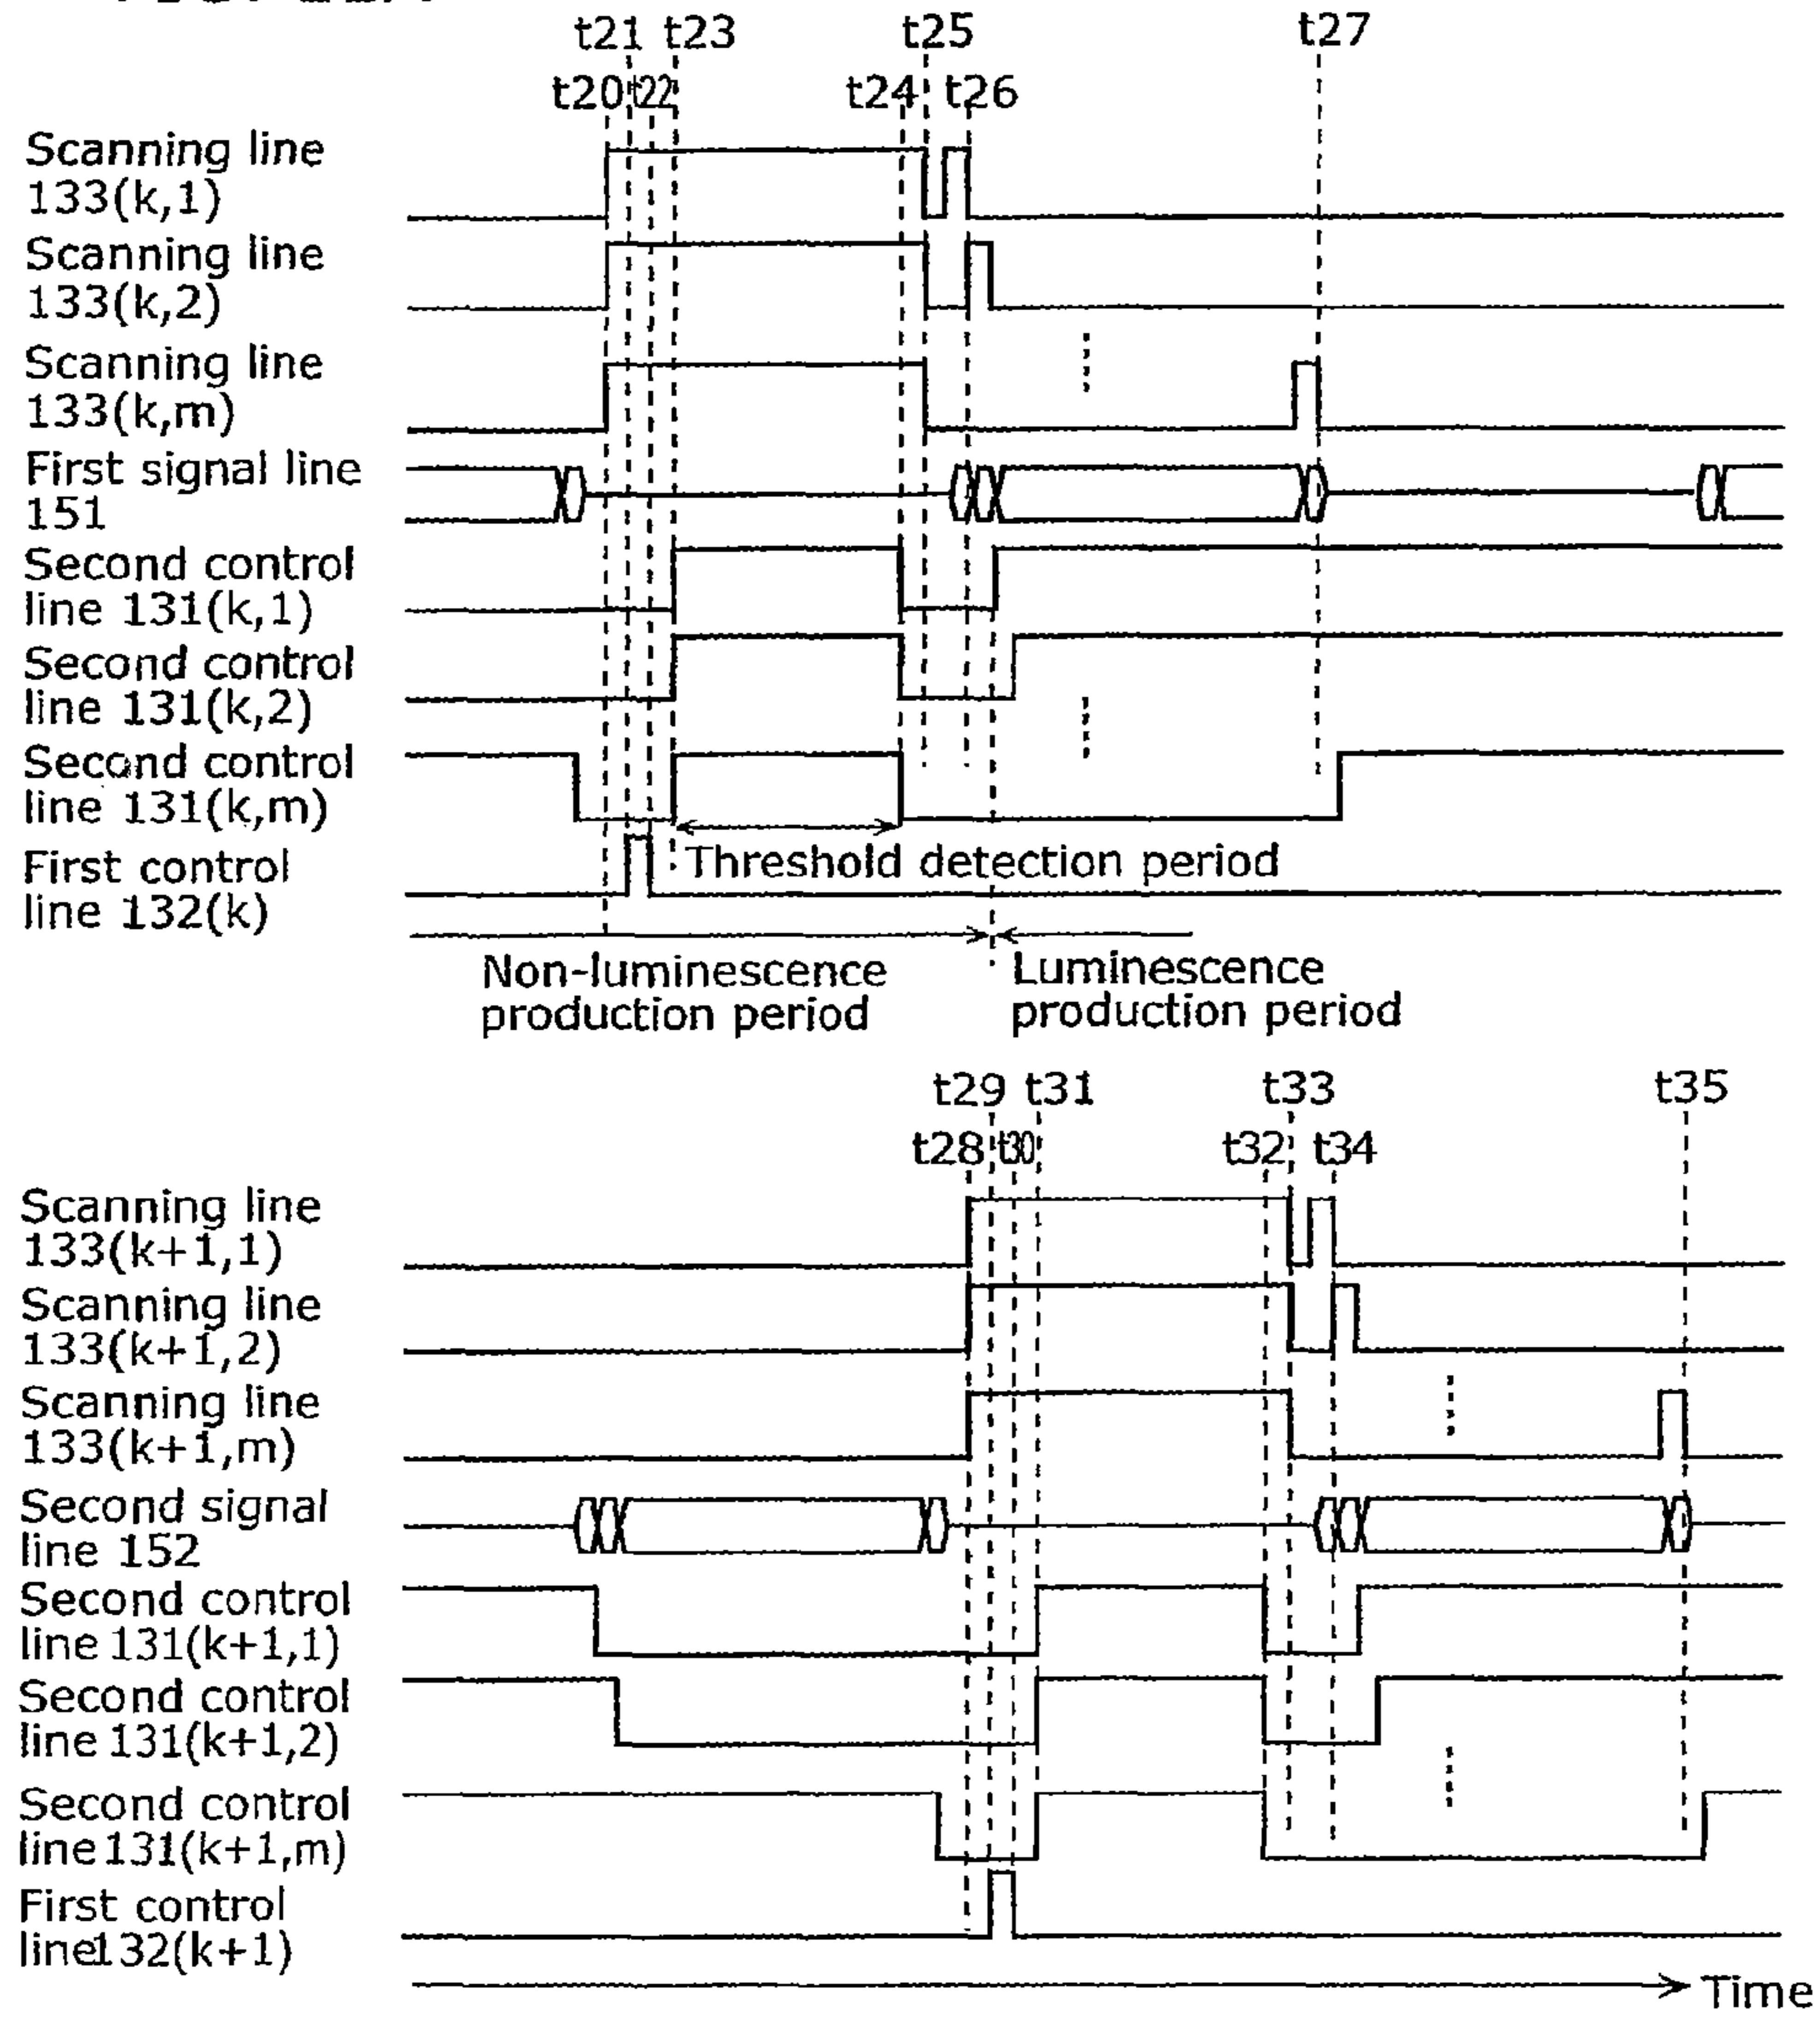 t21 t23 t25 t27
t20 t22 t24 t26
Scanning line
133(k,1)
Scanning line
133(k,2)
Scanning line
133(k,m)
First signal line
151
Second control
line 131(k,1)
Second control
line 131(k,2)
Second control
line 131(k,m)
Threshold detection period
First control
line 132(k)
Non-luminescence
production period
Luminescence
production period
t29 t31 t33 t35
t28 t30 t32 t34
Scanning line
133(k+1,1)
Scanning line
133(k+1,2)
Scanning line
133(k+1,m)
Second signal
line 152
Second control
line 131(k+1,1)
Second control
line 131(k+1,2)
Second control
line 131(k+1,m)
First control
line132(k+1)
Time